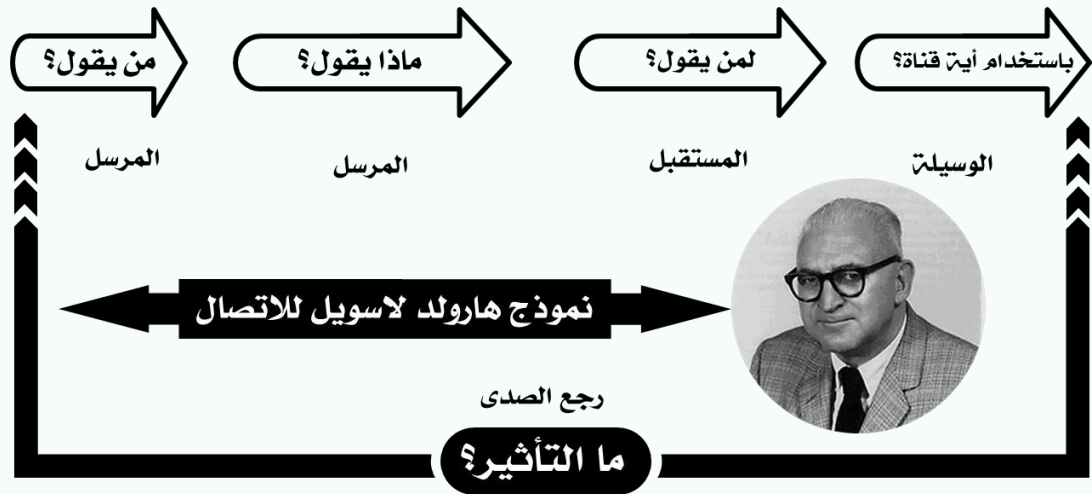 من يقول؟
ماذا يقول؟
لمن يقول؟
باستخدام أية قناة؟
المرسل
المرسل
المستقبل
الوسيلة
نموذج هارولد لاسويل للاتصال
رجع الصدى
ما التأثير؟